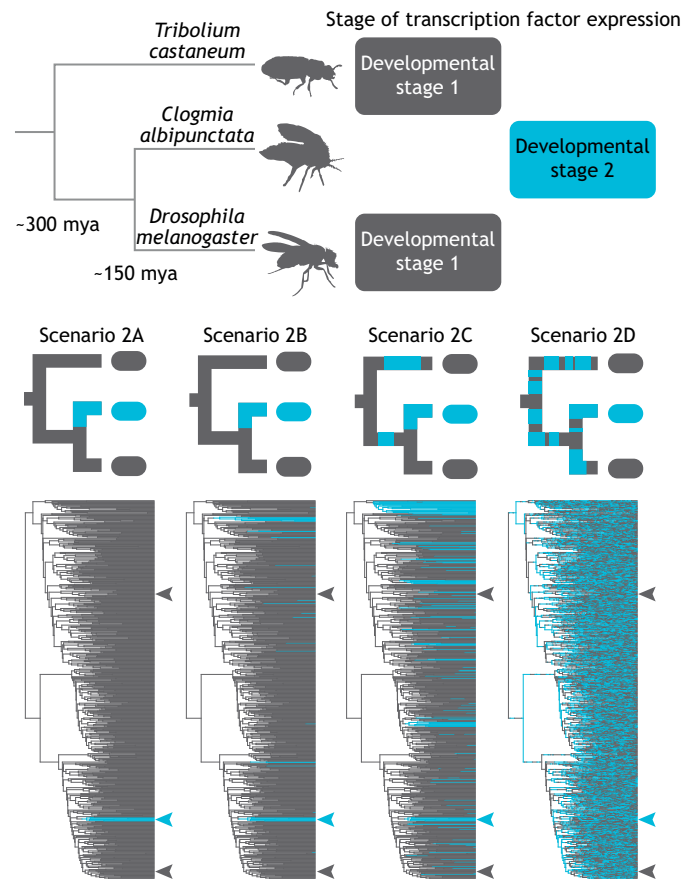 Stage of transcription factor expression
Tribolium
castaneum
Developmental
stage 1
Clogmia
albipunctata
Developmental
stage 2
Drosophila
melanogaster
Developmental
stage 1
~300 mya
~150 mya
Scenario 2A
Scenario 2B
Scenario 2C
Scenario 2D